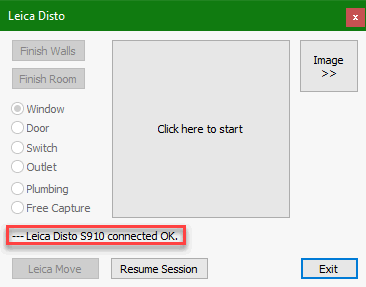 Leica Disto
x
Finish Walls
Finish Room
Window
Door
Switch
Outlet
Plumbing
Free Capture
Click here to start
Image
>>
--- Leica Disto S910 connected OK.
Leica Move
Resume Session
Exit